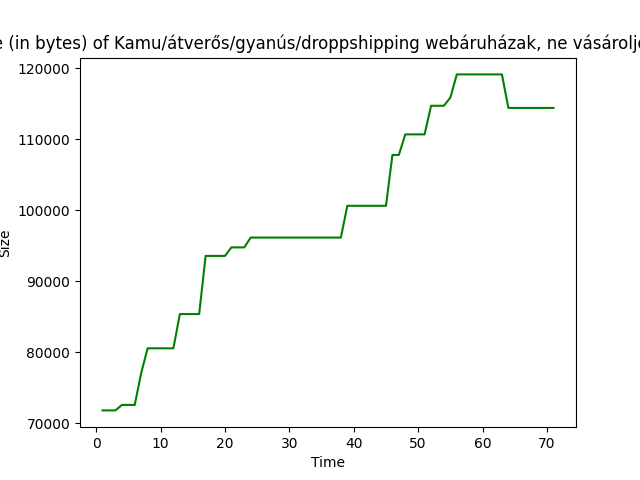 (in bytes) of Kamu/átverős/gyanús/droppshipping webáruházak, ne
120000
110000
100000
90000
80000
70000
Size
0 10 20 30 40 50 60 70
Time